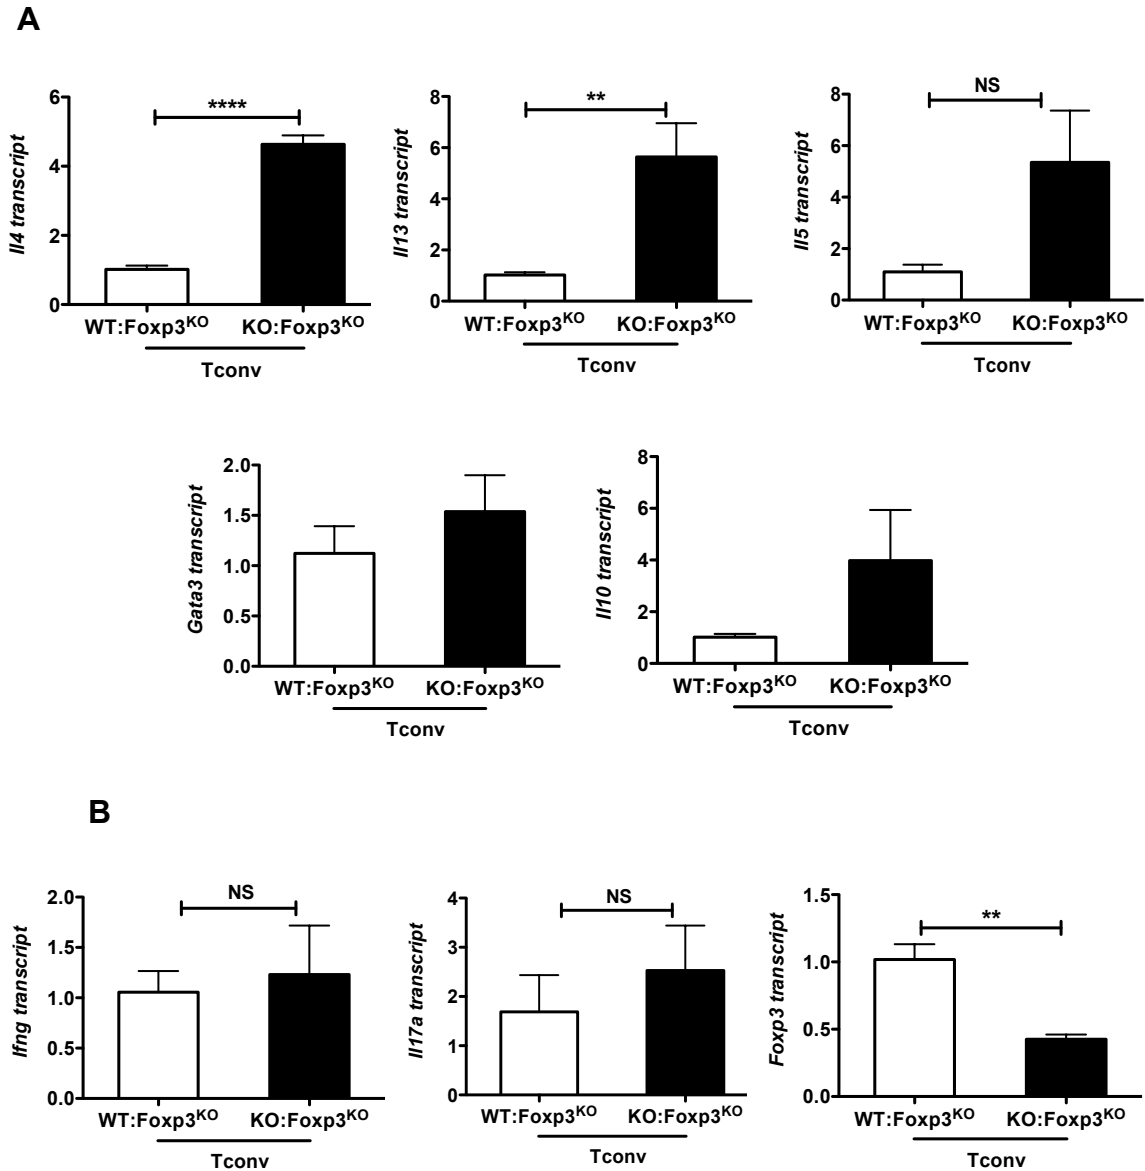 A
Il4 transcript
6
4
2
0
****
WT:Foxp3KO KO:Foxp3KO
Tconv
Il13 transcript
8
6
4
2
0
**
WT:Foxp3KO KO:Foxp3KO
Tconv
Il5 transcript
8
6
4
2
0
NS
WT:Foxp3KO KO:Foxp3KO
Tconv
Gata3 transcript
2.0
1.5
1.0
0.5
0.0
WT:Foxp3KO KO:Foxp3KO
Tconv
Il10 transcript
8
6
4
2
0
WT:Foxp3KO KO:Foxp3KO
Tconv
B
Ifng transcript
2.0
1.5
1.0
0.5
0.0
NS
WT:Foxp3KO KO:Foxp3KO
Tconv
Il17a transcript
4
3
2
1
0
NS
WT:Foxp3KO KO:Foxp3KO
Tconv
Foxp3 transcript
1.5
1.0
0.5
0.0
**
WT:Foxp3KO KO:Foxp3KO
Tconv